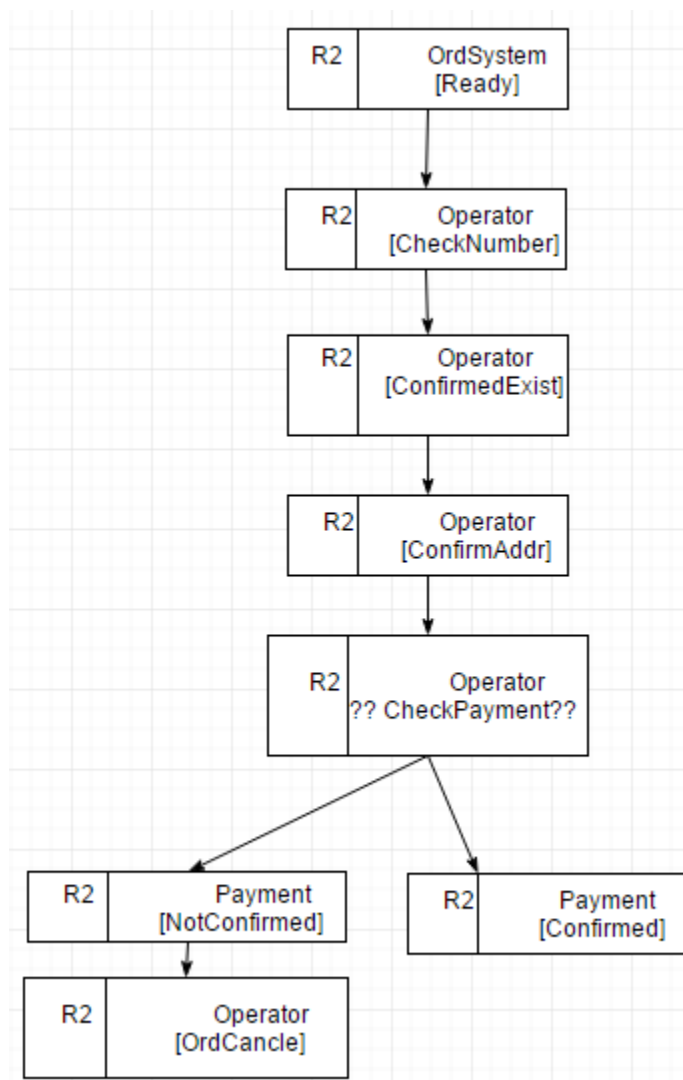 R2 OrdSystem
[Ready]
R2 Operator
[CheckNumber]
R2 Operator
[ConfirmedExist]
R2 Operator
[ConfirmAddr]
R2 Operator
?? CheckPayment??
R2 Payment
[NotConfirmed]
R2 Payment
[Confirmed]
R2 Operator
[OrdCancle]